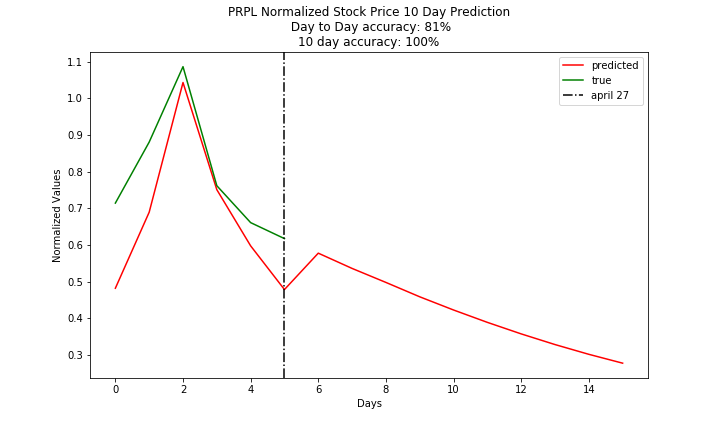 PRPL Normalized Stock Price 10 Day Prediction
Day to Day accuracy: 81%
10 day accuracy: 100%
predicted
true
april 27
Normalized Values
1.1
1.0
0.9
0.8
0.7
0.6
0.5
0.4
0.3
0 2 4 6 8 10 12 14
Days